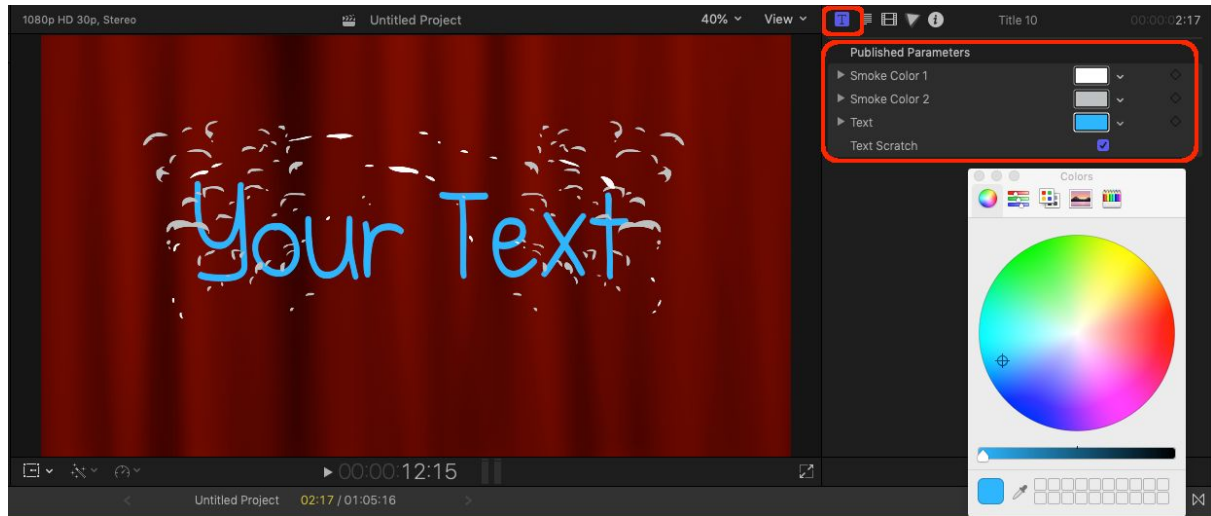 1080p HD 30p, Stereo
Untitled Project
40%
View
T
i
Title 10
00:00:02:17
Published Parameters
Smoke Color 1
Smoke Color 2
Text
Text Scratch
Colors
Your Text
00:00:12:15
Untitled Project
02:17 / 01:05:16